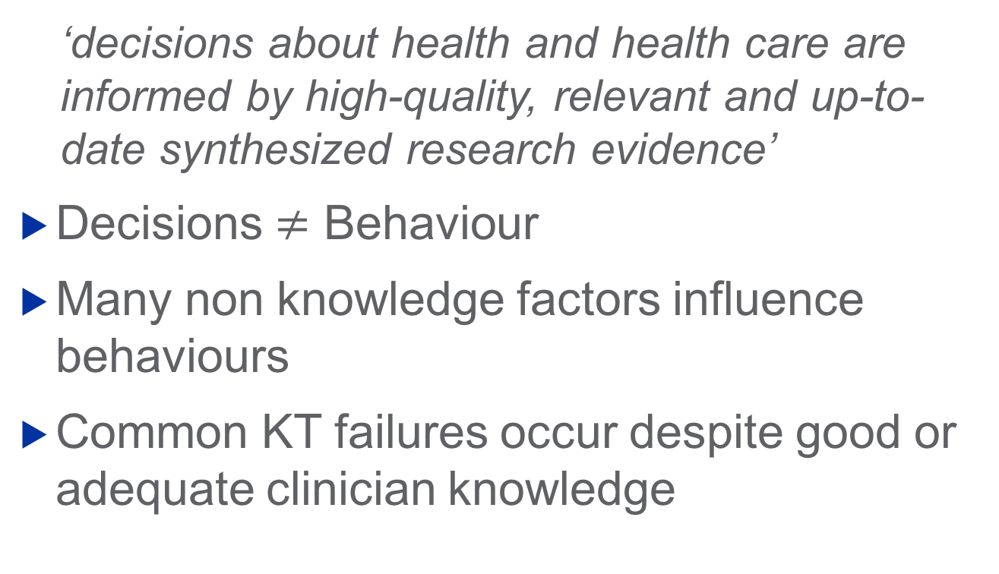 ‘decisions about health and health care are
informed by high-quality, relevant and up-to-
date synthesized research evidence’
Decisions ≠ Behaviour
Many non knowledge factors influence
behaviours
Common KT failures occur despite good or
adequate clinician knowledge